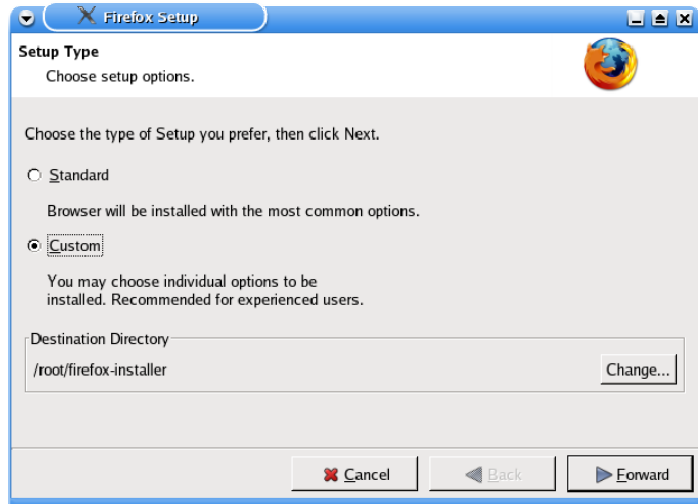 Firefox Setup
Setup Type
Choose setup options.
Choose the type of Setup you prefer, then click Next.
Standard
Browser will be installed with the most common options.
Custom
You may choose individual options to be
installed. Recommended for experienced users.
Destination Directory
/root/firefox-installer
Change...
Cancel
Back
Forward